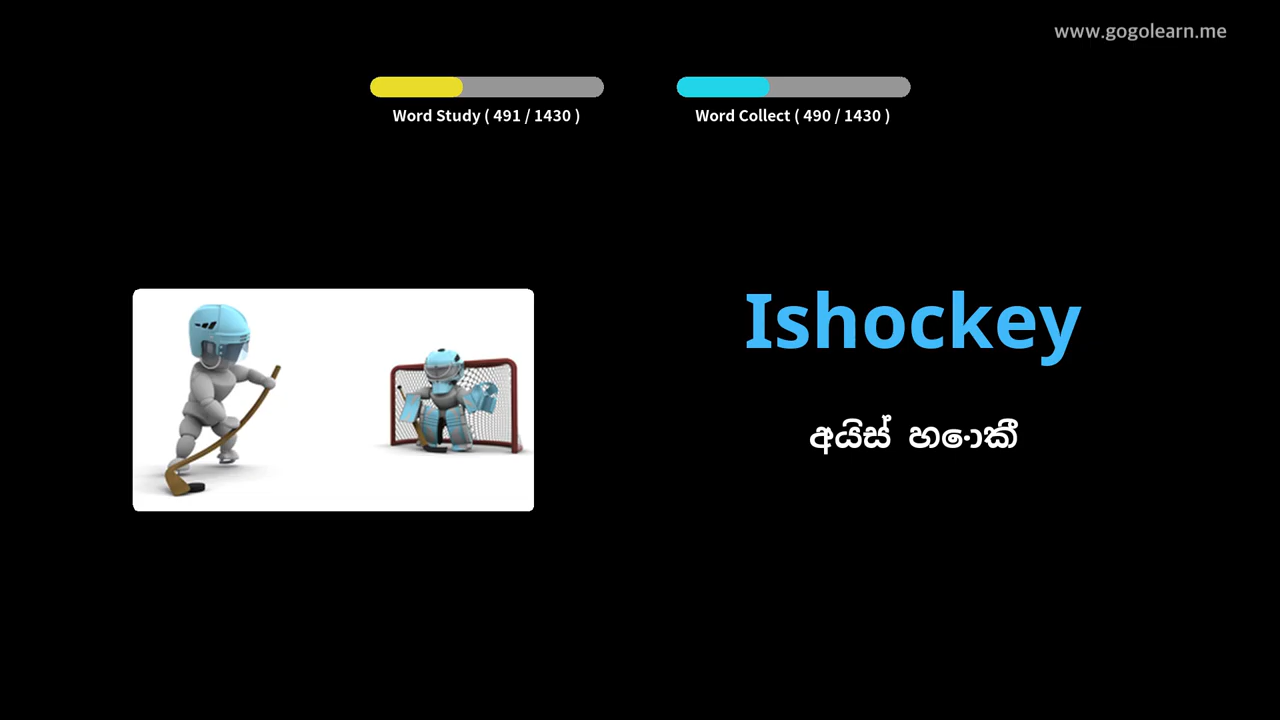 www.gogolearn.me
Word Study ( 491 / 1430 )
Word Collect ( 490 / 1430 )
Ishockey
අයිස් හොකී